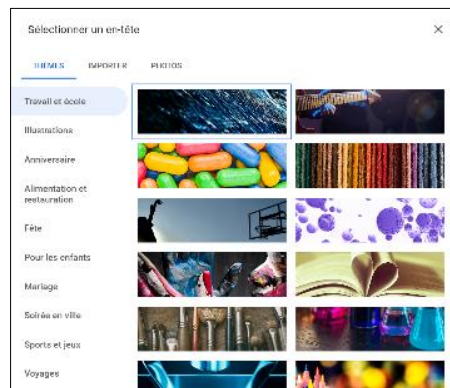 Sélectionner un en-tête
THÈMES IMPORTER PHOTOS
Travail et école
Illustrations
Anniversaire
Alimentation et
restauration
Fête
Pour les enfants
Mariage
Soirée en ville
Sports et jeux
Voyages